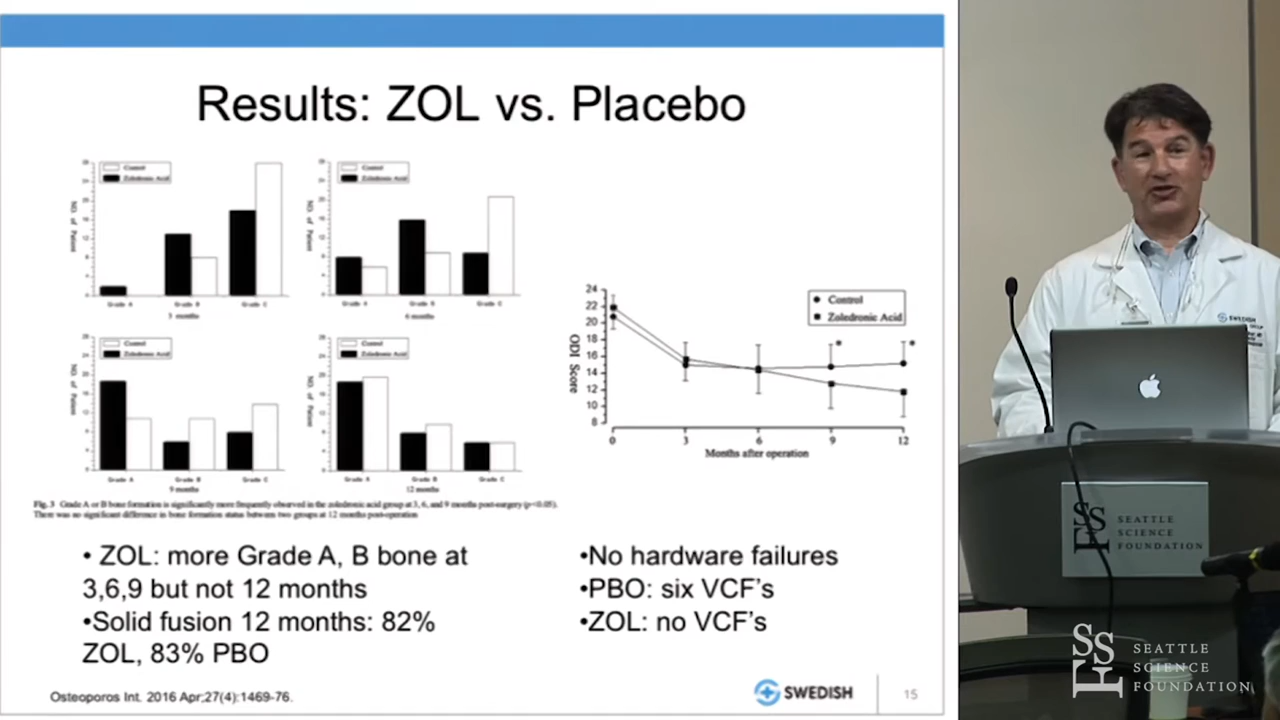 Results: ZOL vs. Placebo
Control
Zoledronic Acid
NO. of Patient
Grade A
Grade B
Grade C
3 months
Control
Zoledronic Acid
NO. of Patient
Grade A
Grade B
Grade C
6 months
Control
Zoledronic Acid
NO. of Patient
Grade A
Grade B
Grade C
9 months
Control
Zoledronic Acid
NO. of Patient
Grade A
Grade B
Grade C
12 months
Fig. 3 Grade A or B bone formation is significantly more frequently observed in the zoledronic acid group at 3, 6, and 9 months post-surgery (p<0.05).
There was no significant difference in bone formation status between two groups at 12 months post-operation
24
22
20
18
16
14
12
10
8
ODI Score
Control
Zoledronic Acid
*
*
0 3 6 9 12
Months after operation
• ZOL: more Grade A, B bone at
3,6,9 but not 12 months
•Solid fusion 12 months: 82%
ZOL, 83% PBO
•No hardware failures
•PBO: six VCF's
•ZOL: no VCF's
Osteoporos Int. 2016 Apr;27(4):1469-76.
SWEDISH
15
SWEDISH
SSF
SEATTLE
SCIENCE
FOUNDATION
SSF
SEATTLE
SCIENCE
FOUNDATION